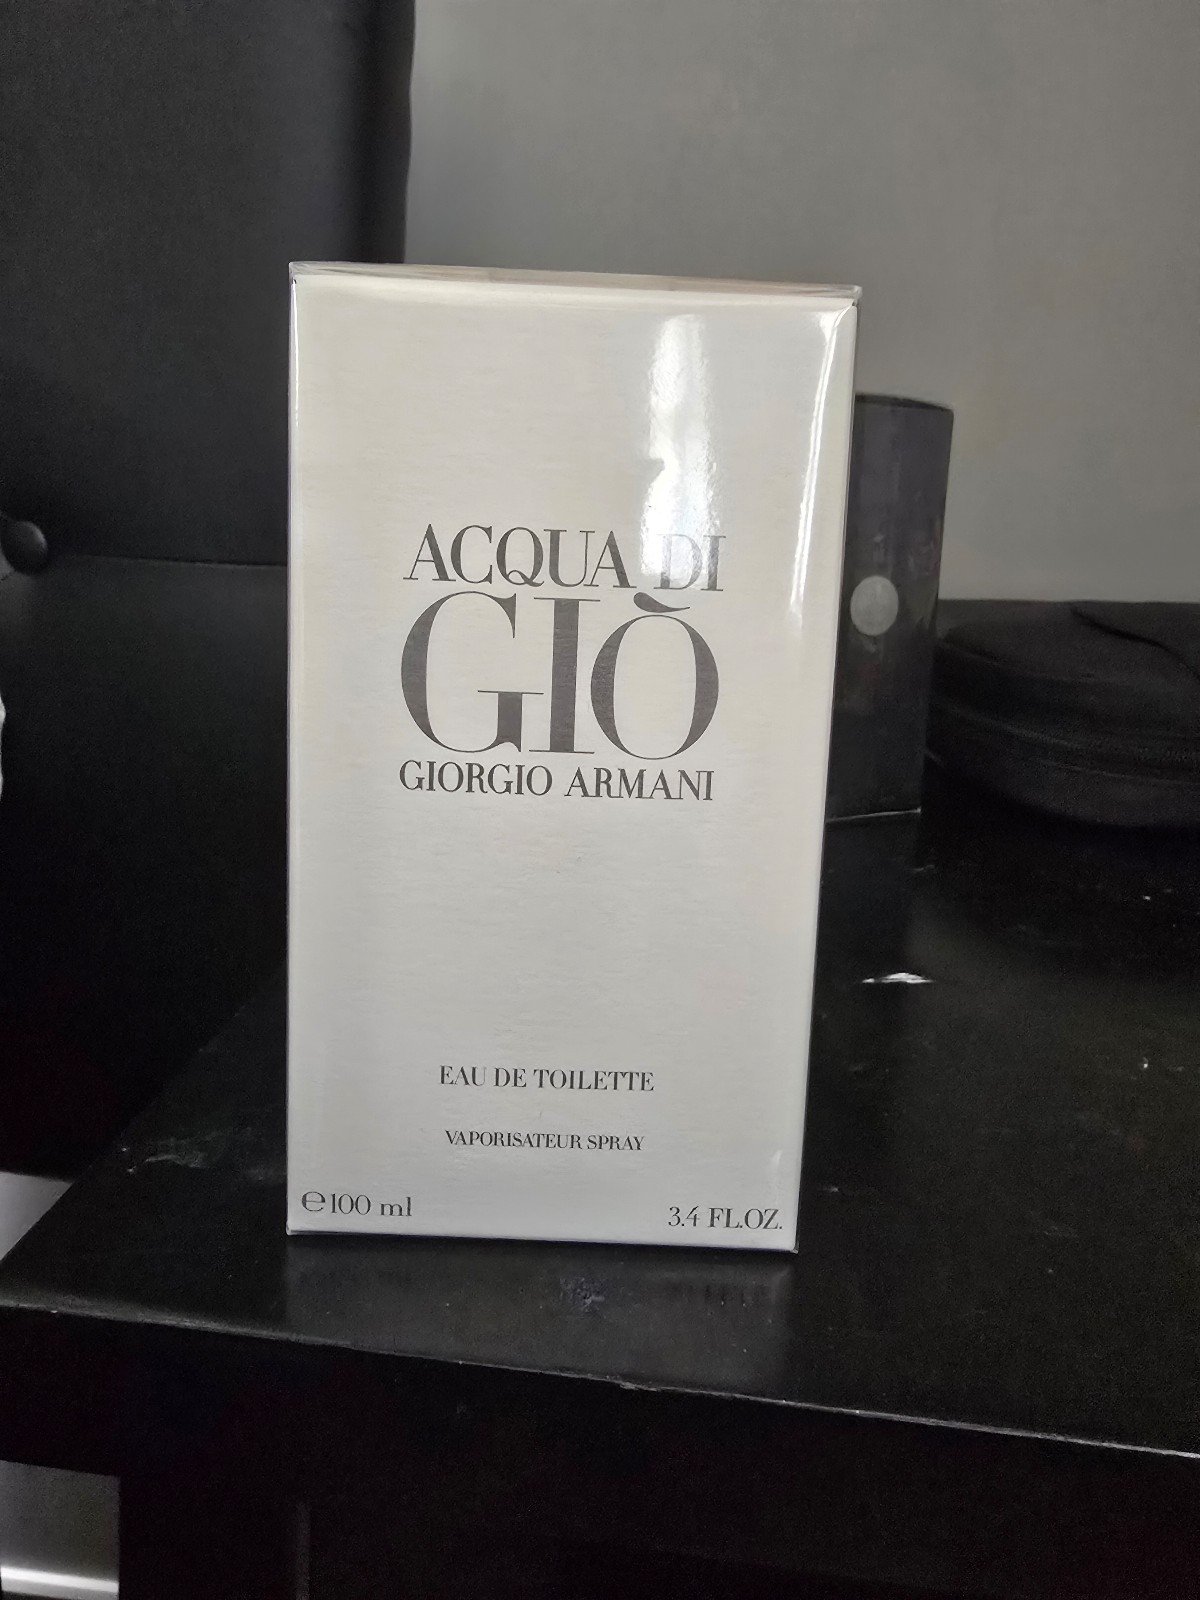 ACQUA DI
GIÒ
GIORGIO ARMANI
EAU DE TOILETTE
VAPORISATEUR SPRAY
℮100 ml
3.4 FL.OZ.